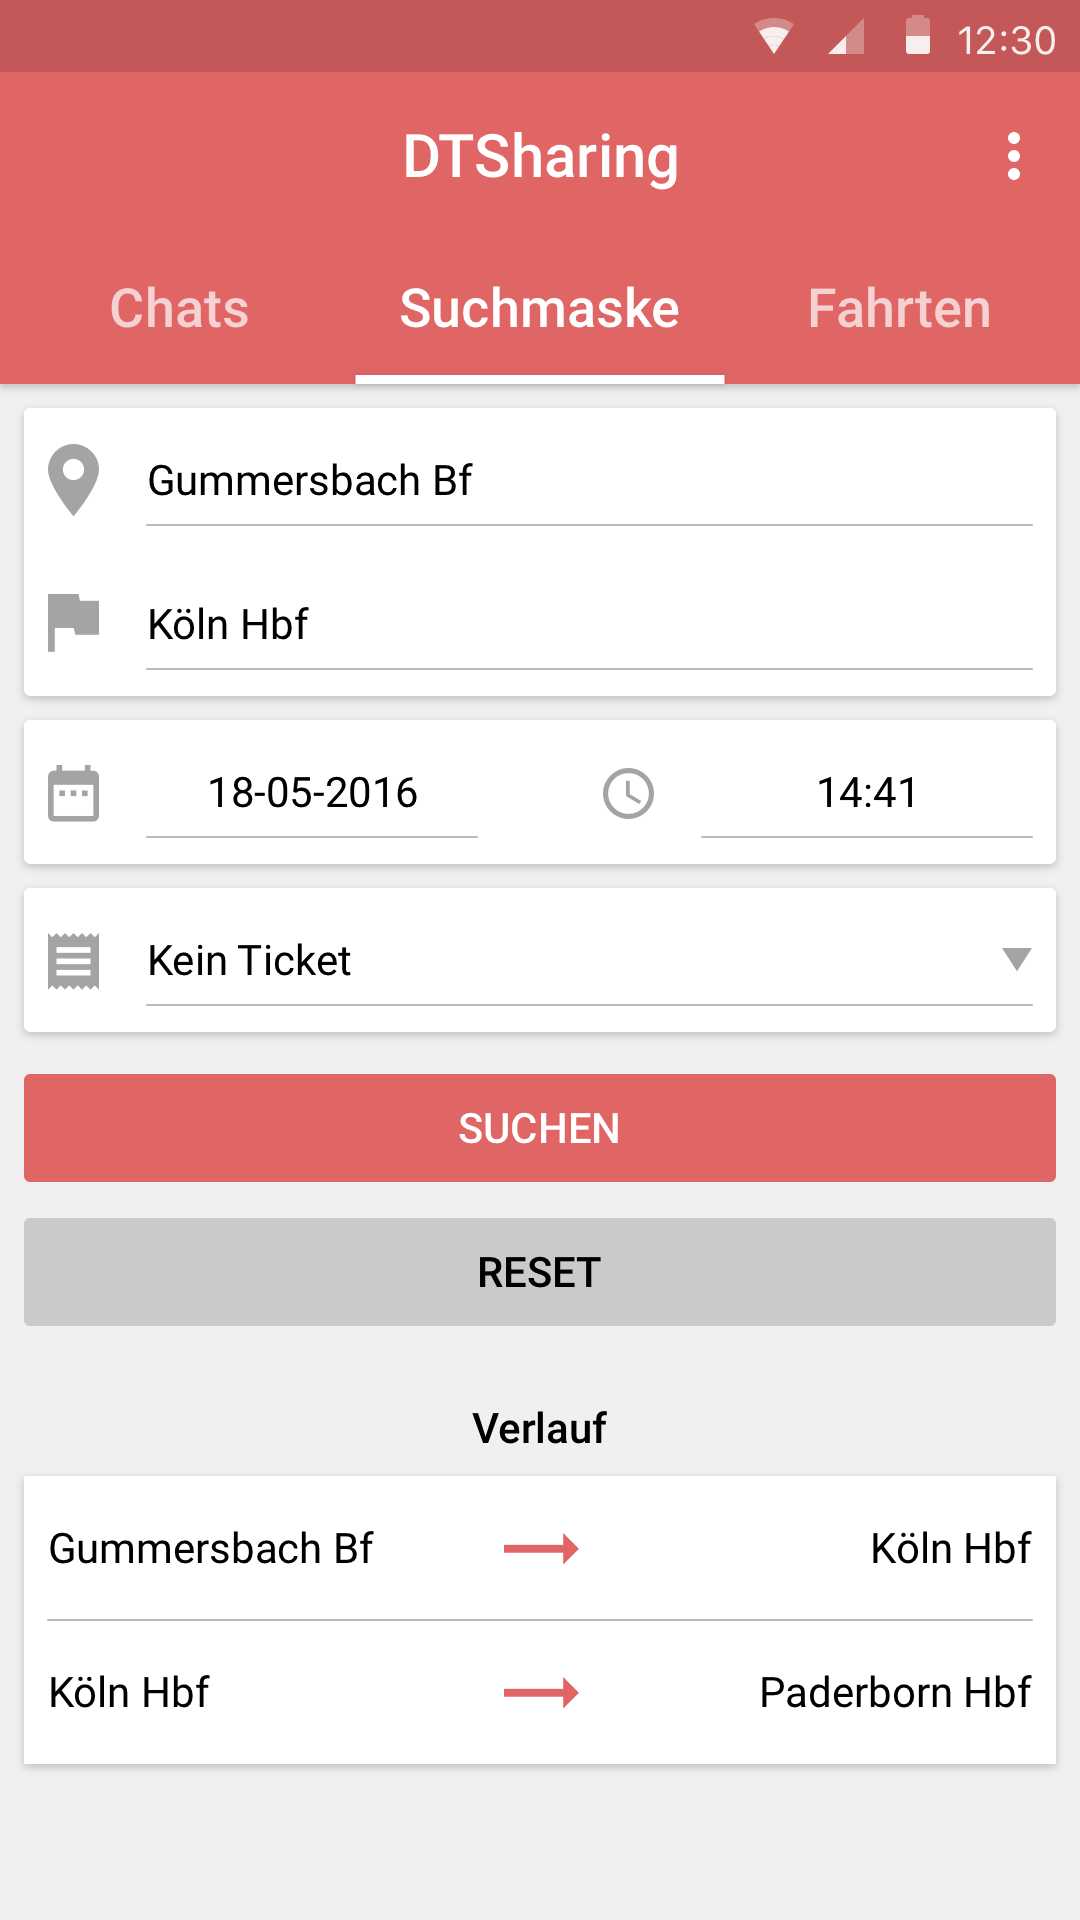 12:30
DTSharing
Chats Suchmaske Fahrten
Gummersbach Bf
Köln Hbf
18-05-2016 14:41
Kein Ticket
SUCHEN
RESET
Verlauf
Gummersbach Bf Köln Hbf
Köln Hbf Paderborn Hbf